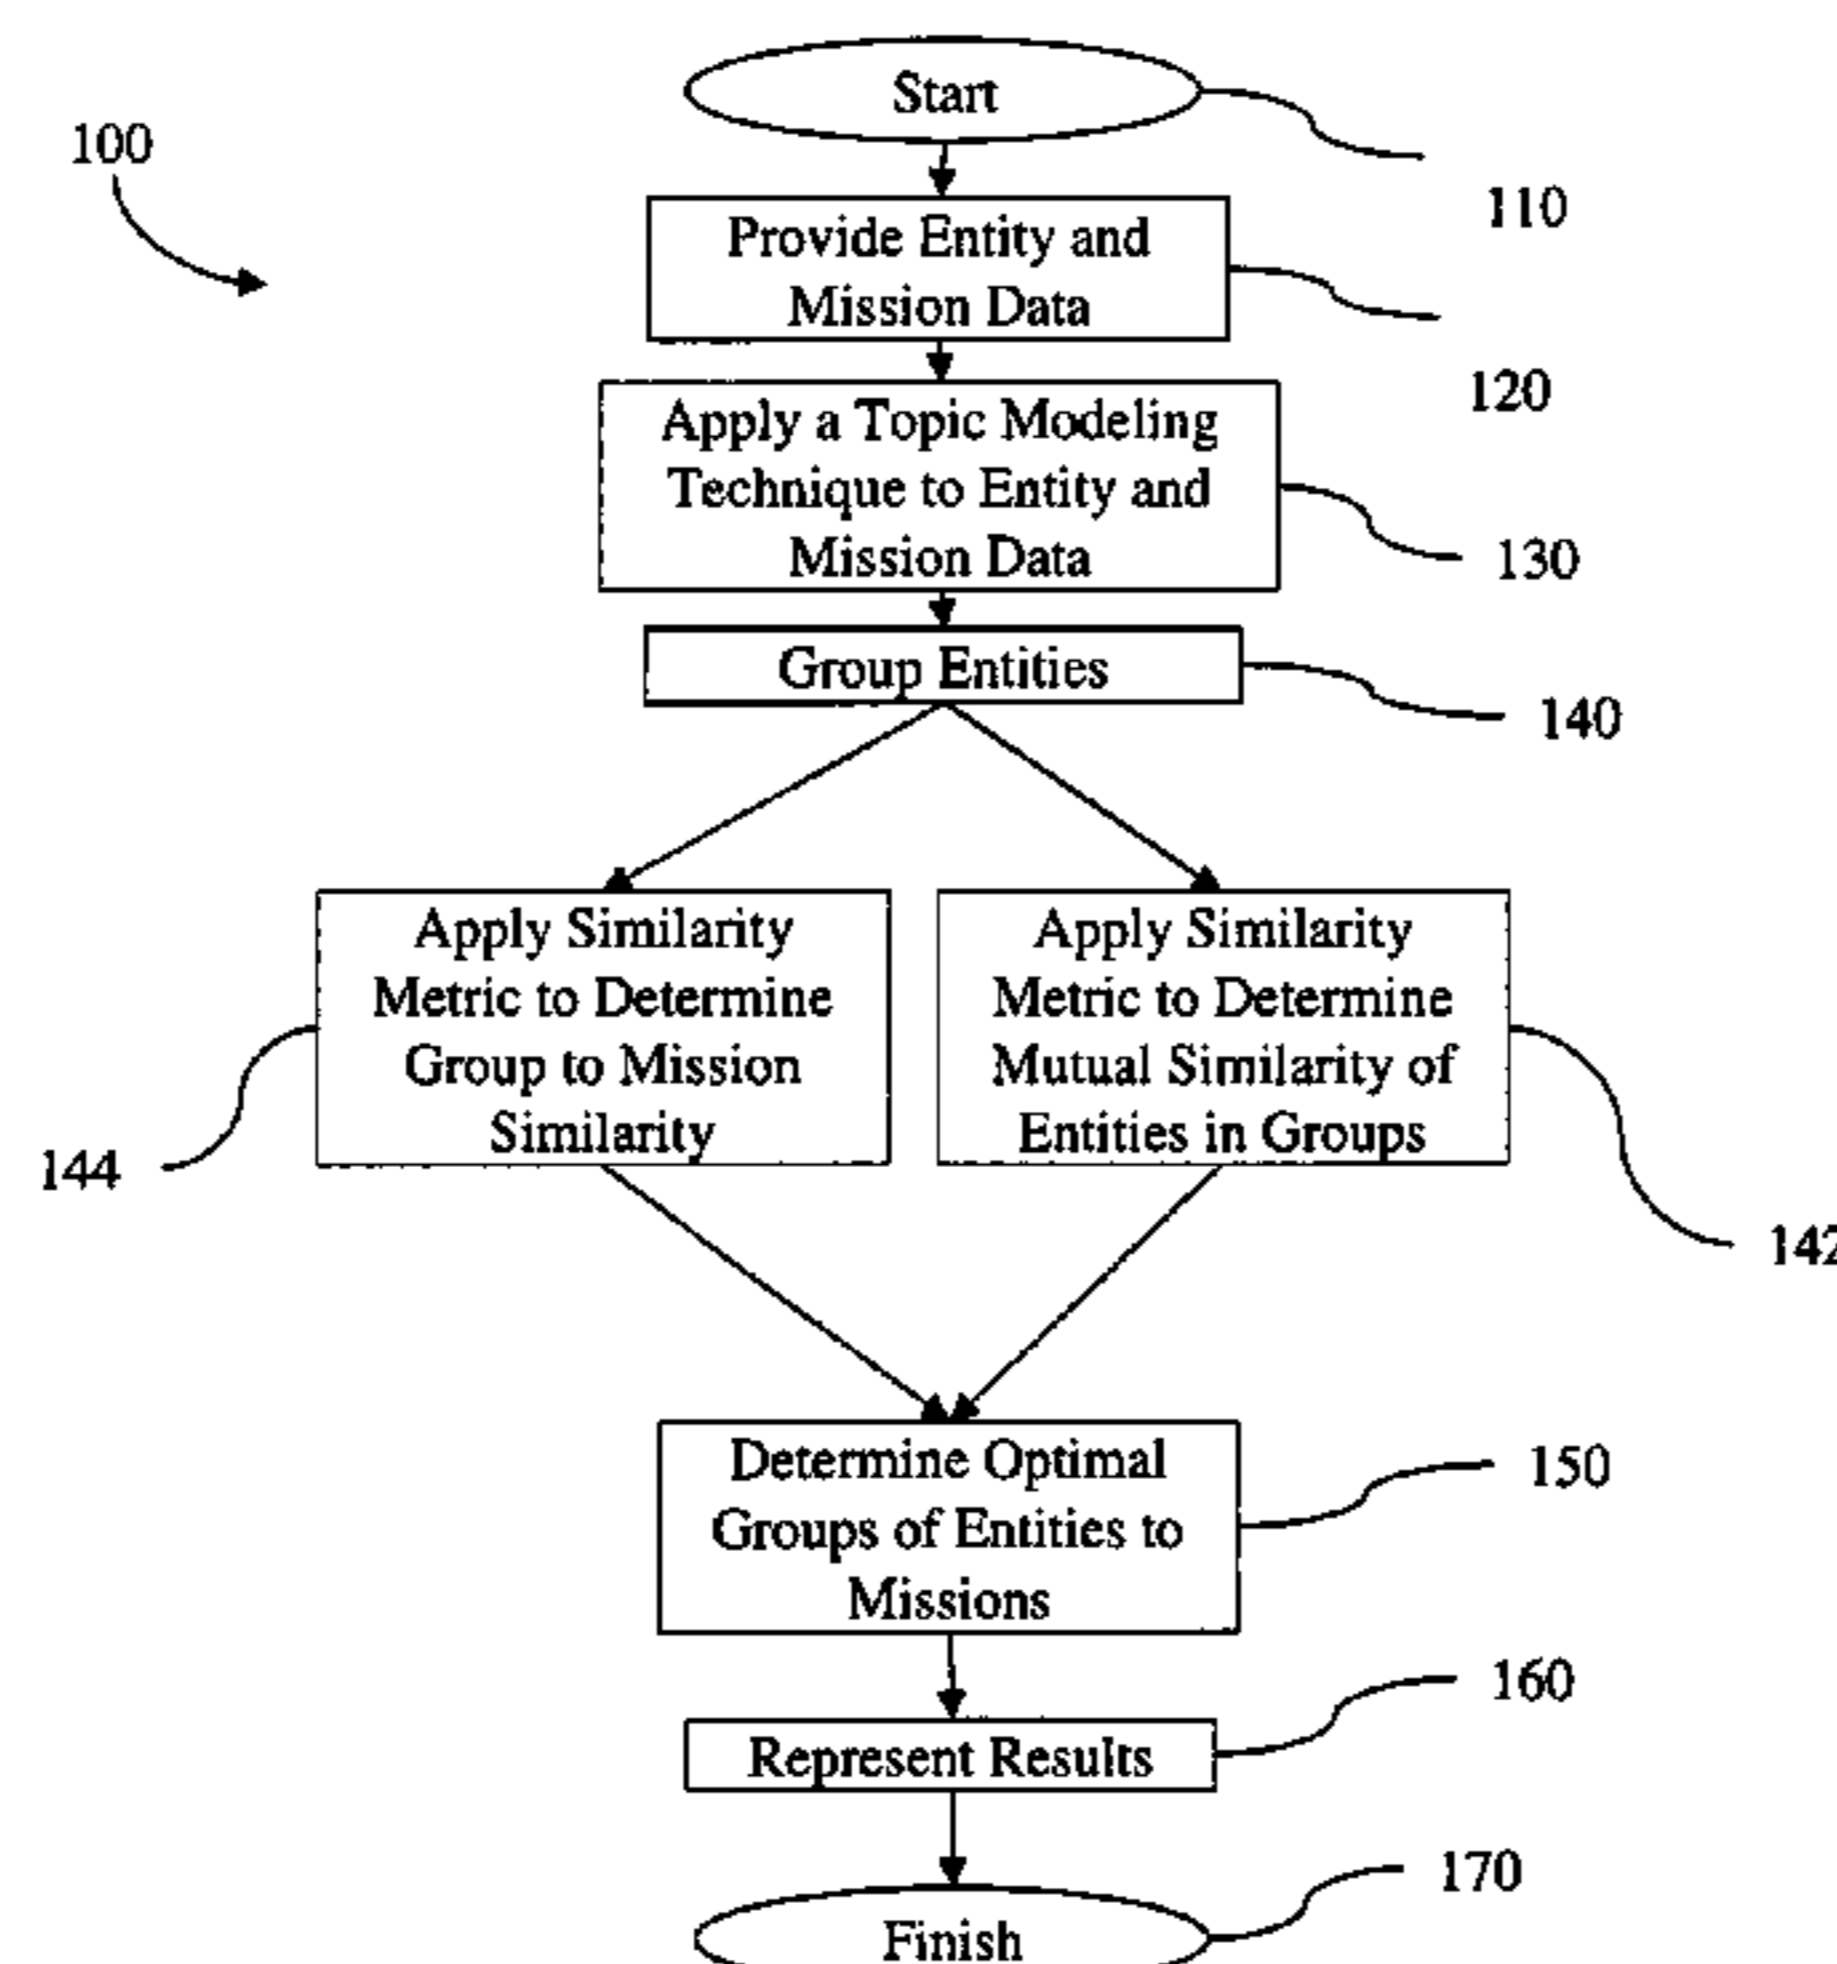 Start
100
110
Provide Entity and
Mission Data
120
Apply a Topic Modeling
Technique to Entity and
Mission Data
130
Group Entities
140
Apply Similarity
Metric to Determine
Group to Mission
Similarity
144
Apply Similarity
Metric to Determine
Mutual Similarity of
Entities in Groups
142
Determine Optimal
Groups of Entities to
Missions
150
Represent Results
160
Finish
170